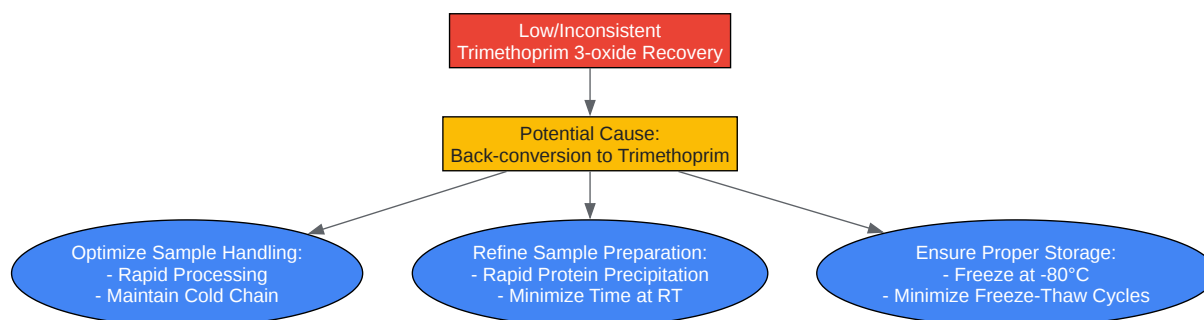 Low/Inconsistent
Trimethoprim 3-oxide Recovery
Potential Cause:
Back-conversion to Trimethoprim
Optimize Sample Handling:
- Rapid Processing
- Maintain Cold Chain
Refine Sample Preparation:
- Rapid Protein Precipitation
- Minimize Time at RT
Ensure Proper Storage:
- Freeze at -80°C
- Minimize Freeze-Thaw Cycles